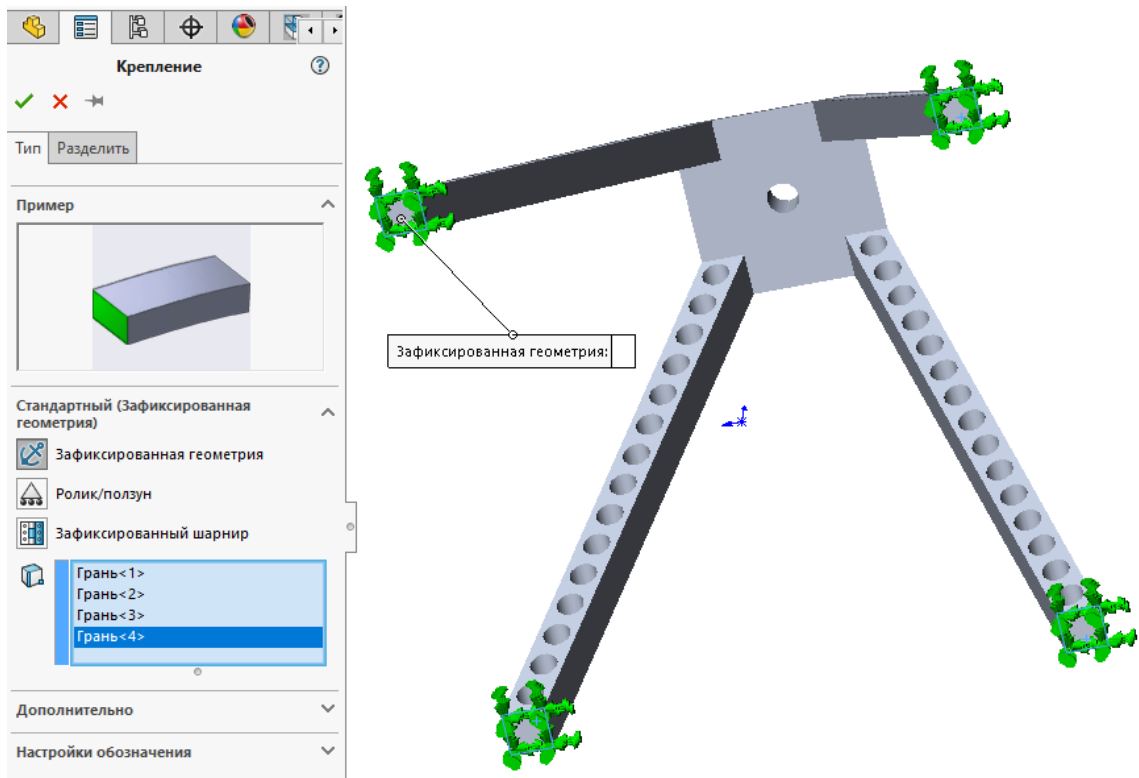 Крепление
Тип
Разделить
Пример
Стандартный (Зафиксированная
геометрия)
Зафиксированная геометрия
Ролик/ползун
Зафиксированный шарнир
Грань<1>
Грань<2>
Грань<3>
Грань<4>
Дополнительно
Настройки обозначения
Зафиксированная геометрия: